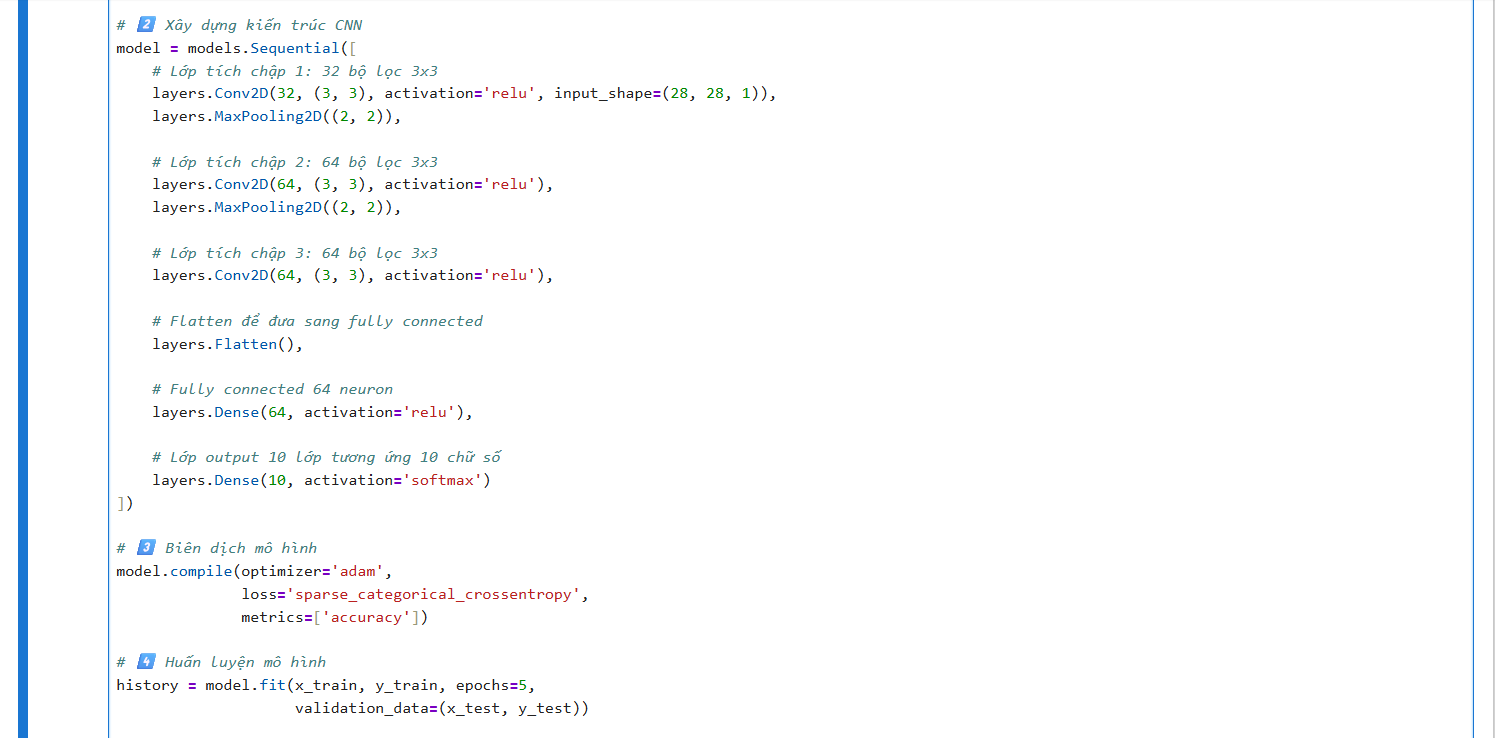 # 2️⃣ Xây dựng kiến trúc CNN
model = models.Sequential([
    # Lớp tích chập 1: 32 bộ lọc 3x3
    layers.Conv2D(32, (3, 3), activation='relu', input_shape=(28, 28, 1)),
    layers.MaxPooling2D((2, 2)),

    # Lớp tích chập 2: 64 bộ lọc 3x3
    layers.Conv2D(64, (3, 3), activation='relu'),
    layers.MaxPooling2D((2, 2)),

    # Lớp tích chập 3: 64 bộ lọc 3x3
    layers.Conv2D(64, (3, 3), activation='relu'),

    # Flatten để đưa sang fully connected
    layers.Flatten(),

    # Fully connected 64 neuron
    layers.Dense(64, activation='relu'),

    # Lớp output 10 lớp tương ứng 10 chữ số
    layers.Dense(10, activation='softmax')
])

# 3️⃣ Biên dịch mô hình
model.compile(optimizer='adam',
              loss='sparse_categorical_crossentropy',
              metrics=['accuracy'])

# 4️⃣ Huấn luyện mô hình
history = model.fit(x_train, y_train, epochs=5,
                    validation_data=(x_test, y_test))